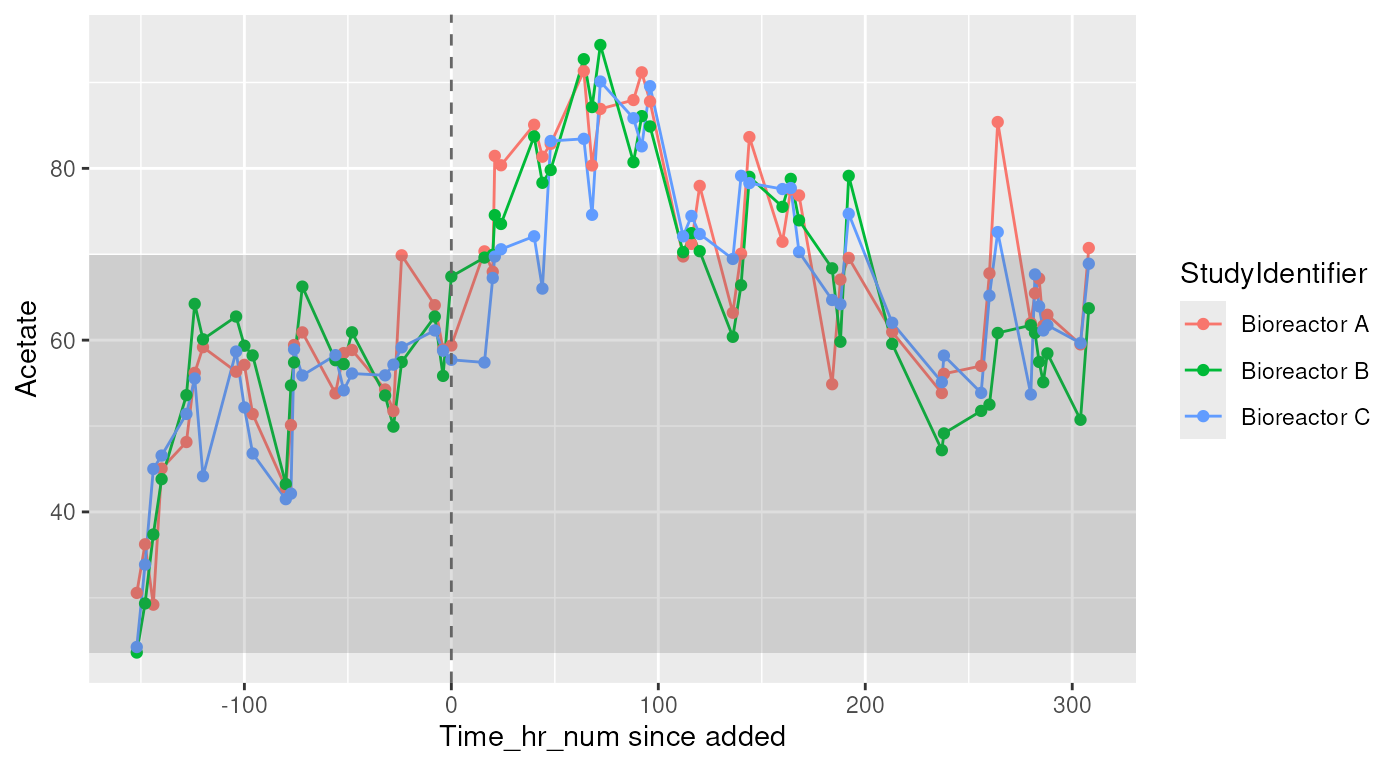 80
60
40
Acetate
-100 0 100 200 300
Time_hr_num since added
StudyIdentifier
Bioreactor A
Bioreactor B
Bioreactor C